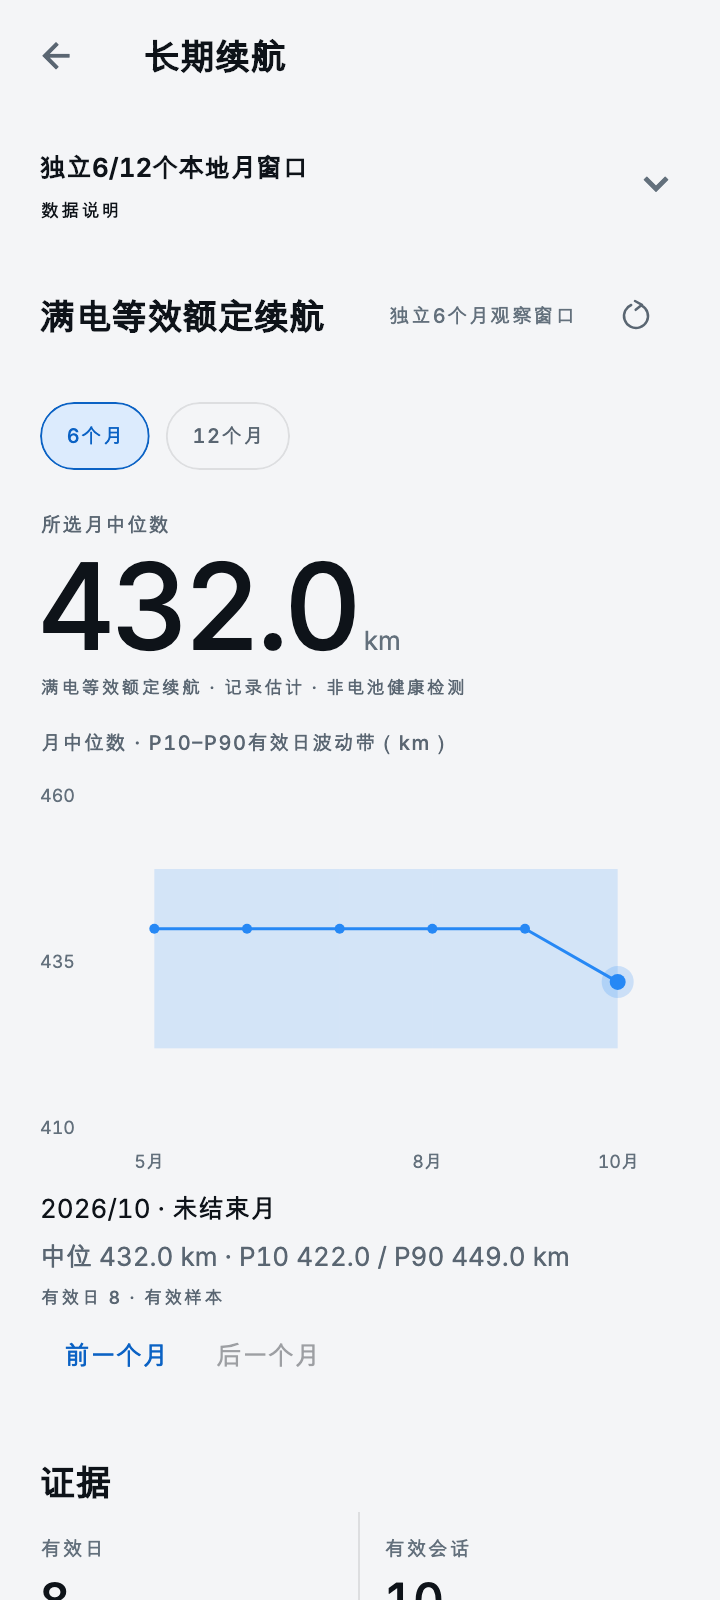 长期续航
独立6/12个本地月窗口
数据说明
满电等效额定续航 独立6个月观察窗口
6个月 12个月
所选月中位数
432.0 km
满电等效额定续航 · 记录估计 · 非电池健康检测
月中位数 · P10–P90有效日波动带 ( km )
460
435
410
5月 8月 10月
2026/10 · 未结束月
中位 432.0 km · P10 422.0 / P90 449.0 km
有效日 8 · 有效样本
前一个月 后一个月
证据
有效日 有效会话
8 10